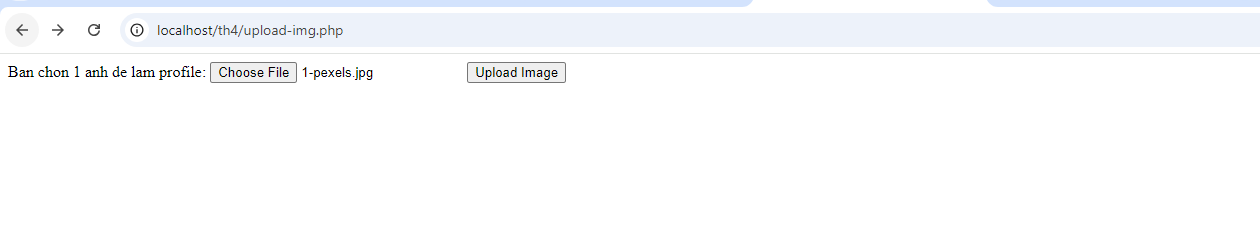 localhost/th4/upload-img.php
Ban chon 1 anh de lam profile: Choose File 1-pexels.jpg Upload Image